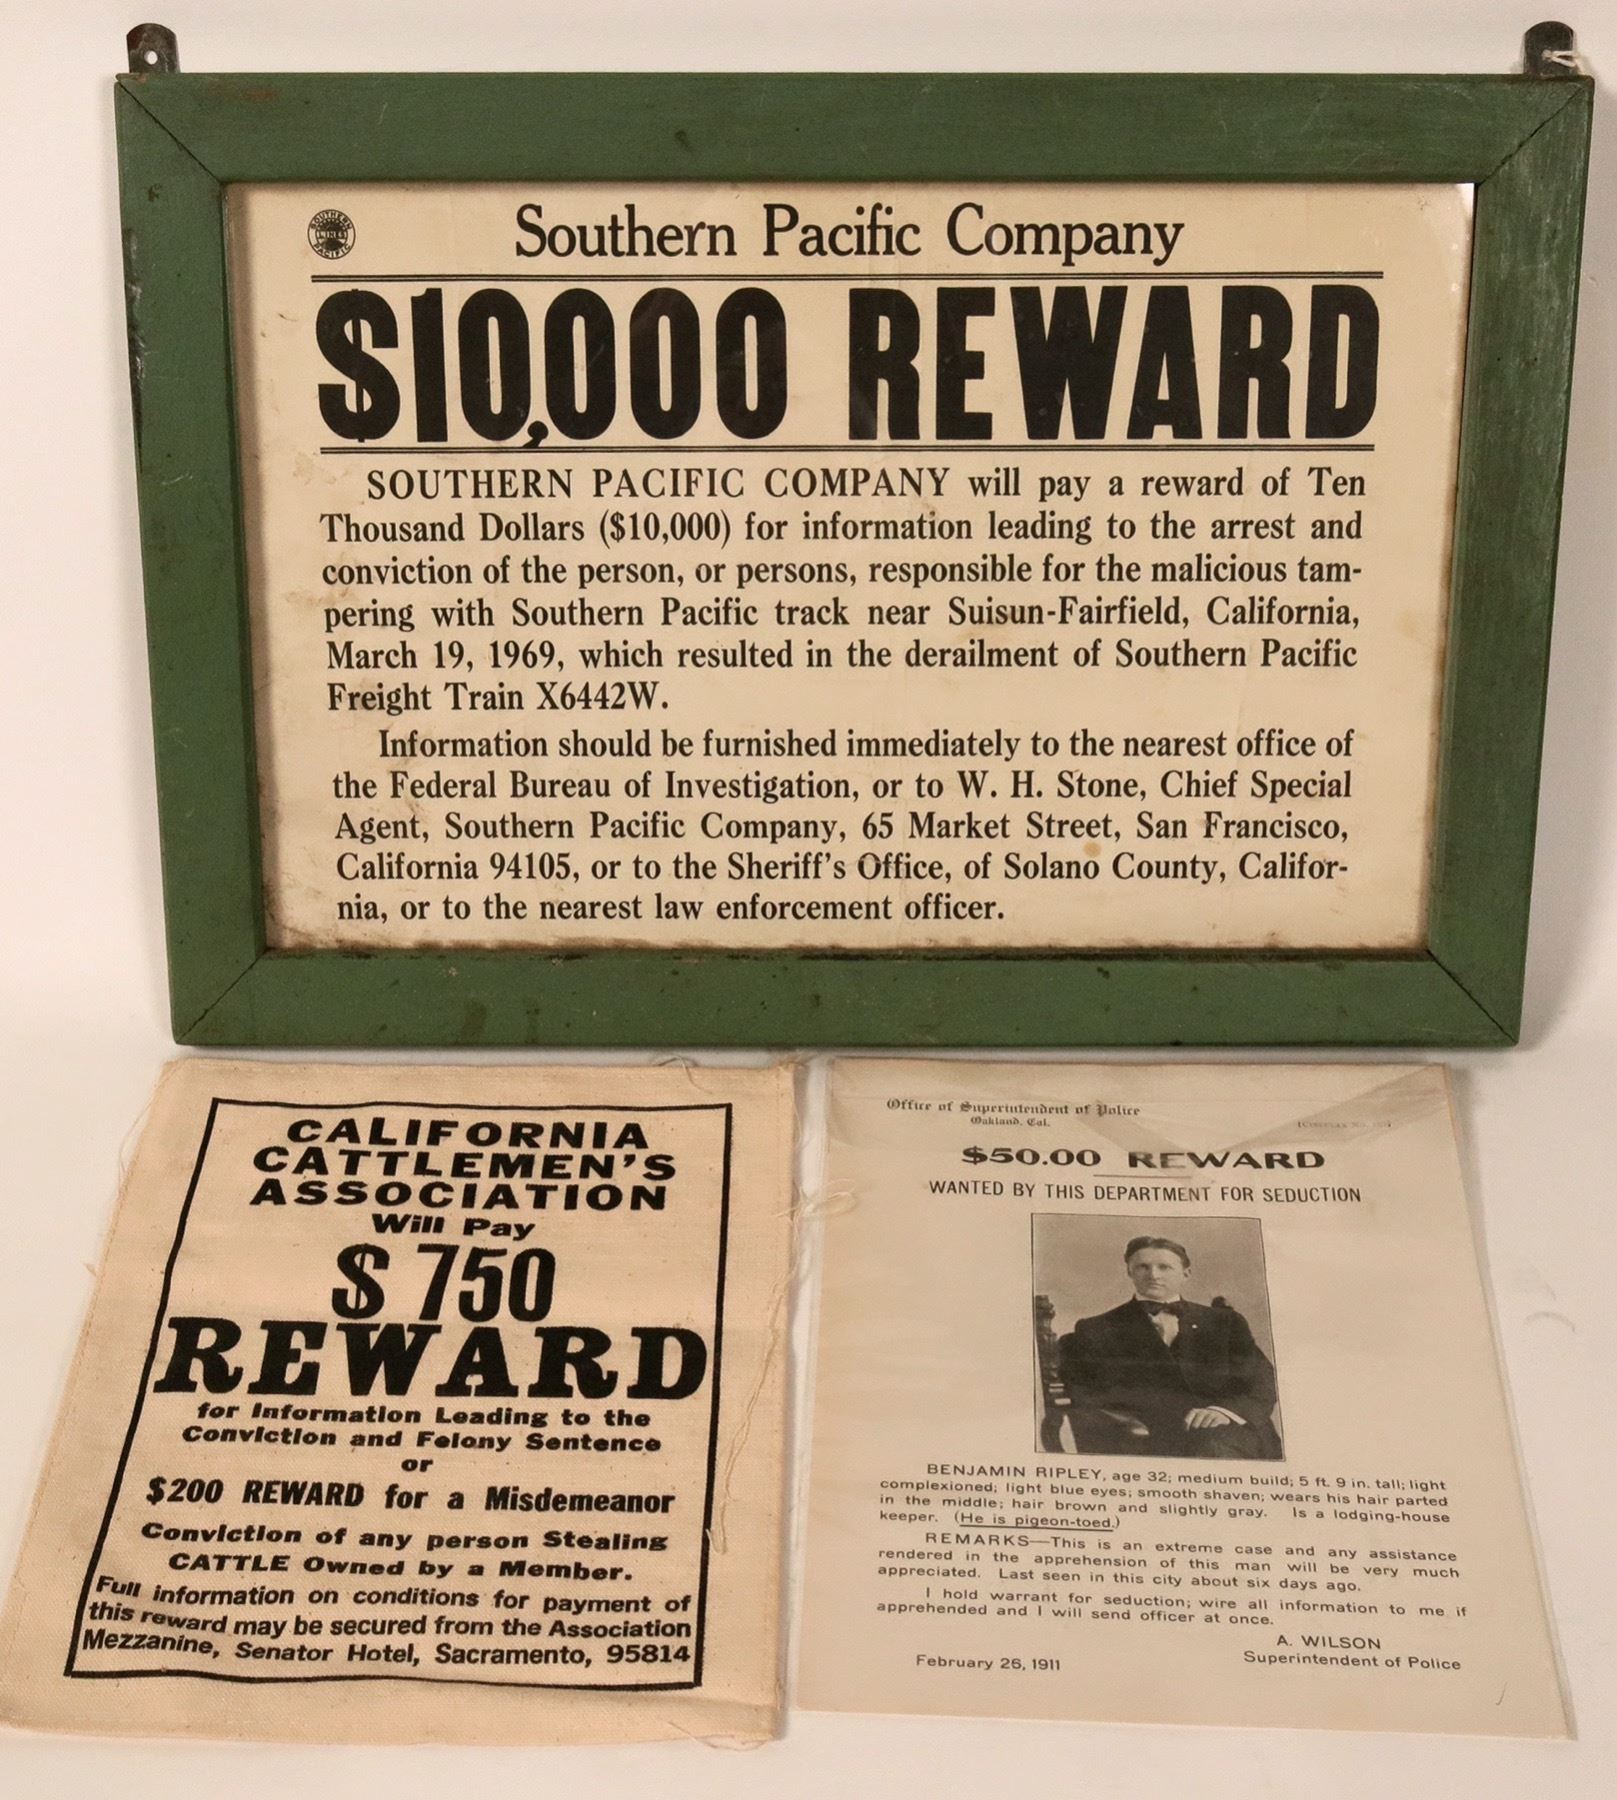 SOUTHERN PACIFIC LINES
Southern Pacific Company
$10,000 REWARD
SOUTHERN PACIFIC COMPANY will pay a reward of Ten
Thousand Dollars ($10,000) for information leading to the arrest and
conviction of the person, or persons, responsible for the malicious tam-
pering with Southern Pacific track near Suisun-Fairfield, California,
March 19, 1969, which resulted in the derailment of Southern Pacific
Freight Train X6442W.
Information should be furnished immediately to the nearest office of
the Federal Bureau of Investigation, or to W. H. Stone, Chief Special
Agent, Southern Pacific Company, 65 Market Street, San Francisco,
California 94105, or to the Sheriff's Office, of Solano County, Califor-
nia, or to the nearest law enforcement officer.
CALIFORNIA
CATTLEMEN'S
ASSOCIATION
Will Pay
$750
REWARD
for Information Leading to the
Conviction and Felony Sentence
or
$200 REWARD for a Misdemeanor
Conviction of any person Stealing
CATTLE Owned by a Member.
Full information on conditions for payment of
this reward may be secured from the Association
Mezzanine, Senator Hotel, Sacramento, 95814
Office of Superintendent of Police
Oakland, Cal.
$50.00 REWARD
WANTED BY THIS DEPARTMENT FOR SEDUCTION
BENJAMIN RIPLEY, age 32; medium build; 5 ft. 9 in. tall; light
complexioned; light blue eyes; smooth shaven; wears his hair parted
in the middle; hair brown and slightly gray. Is a lodging-house
keeper. (He is pigeon-toed.)
REMARKS—This is an extreme case and any assistance
rendered in the apprehension of this man will be very much
appreciated. Last seen in this city about six days ago.
I hold warrant for seduction; wire all information to me if
apprehended and I will send officer at once.
A. WILSON
Superintendent of Police
February 26, 1911